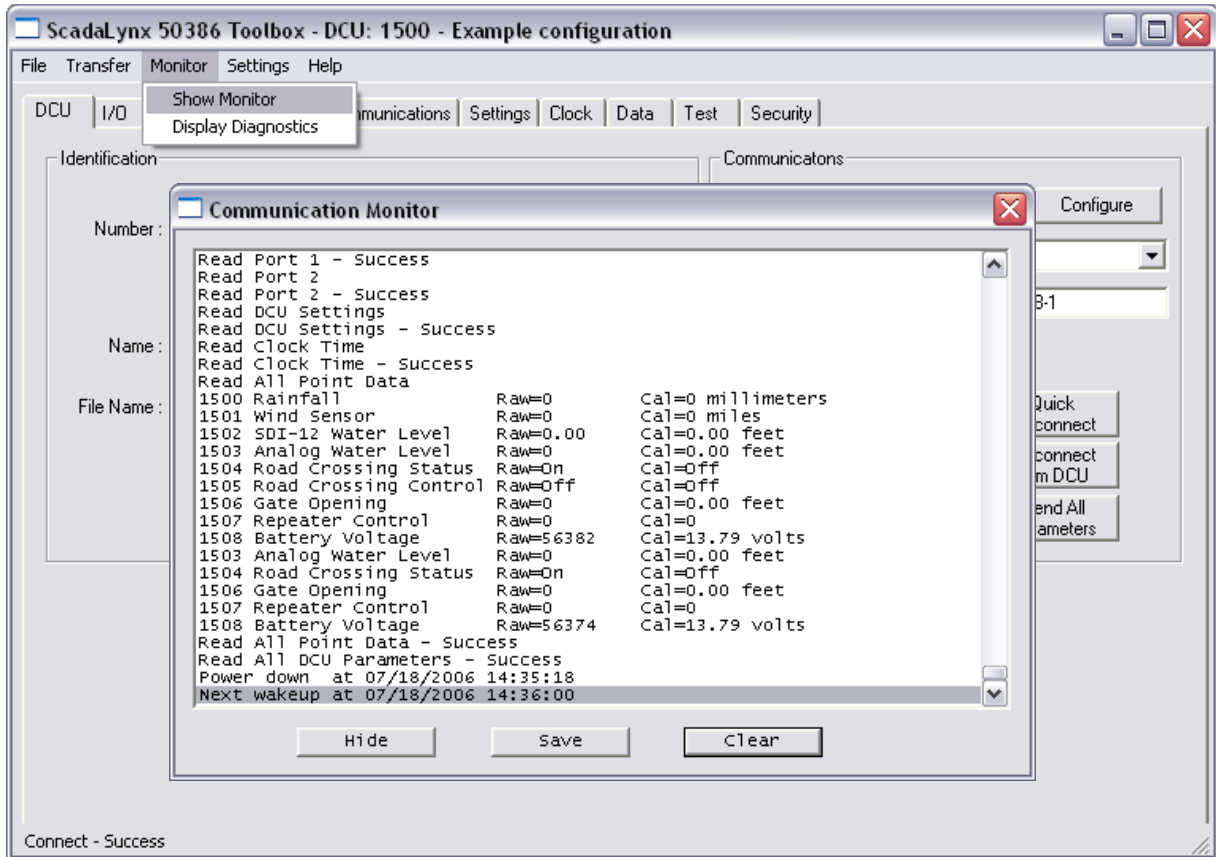 ScadaLynx 50386 Toolbox - DCU: 1500 - Example configuration
File Transfer Monitor Settings Help
Show Monitor
Display Diagnostics
DCU I/O mmunications Settings Clock Data Test Security
Identification
Communicatons
Configure
Number :
Communication Monitor
Read Port 1 - Success
Read Port 2
Read Port 2 - Success
Read DCU Settings
Read DCU Settings - Success
Read Clock Time
Read Clock Time - Success
Read All Point Data
1500 Rainfall Raw=0 Cal=0 millimeters
1501 Wind Sensor Raw=0 Cal=0 miles
1502 SDI-12 Water Level Raw=0.00 Cal=0.00 feet
1503 Analog Water Level Raw=0 Cal=0.00 feet
1504 Road Crossing Status Raw=On Cal=Off
1505 Road Crossing Control Raw=Off Cal=Off
1506 Gate Opening Raw=0 Cal=0.00 feet
1507 Repeater Control Raw=0 Cal=0
1508 Battery Voltage Raw=56382 Cal=13.79 volts
1503 Analog Water Level Raw=0 Cal=0.00 feet
1504 Road Crossing Status Raw=On Cal=Off
1506 Gate Opening Raw=0 Cal=0.00 feet
1507 Repeater Control Raw=0 Cal=0
1508 Battery Voltage Raw=56374 Cal=13.79 volts
Read All Point Data - Success
Read All DCU Parameters - Success
Power down at 07/18/2006 14:35:18
Next wakeup at 07/18/2006 14:36:00
Hide Save Clear
Name :
File Name :
3-1
Quick
connect
connect
m DCU
end All
ameters
Connect - Success